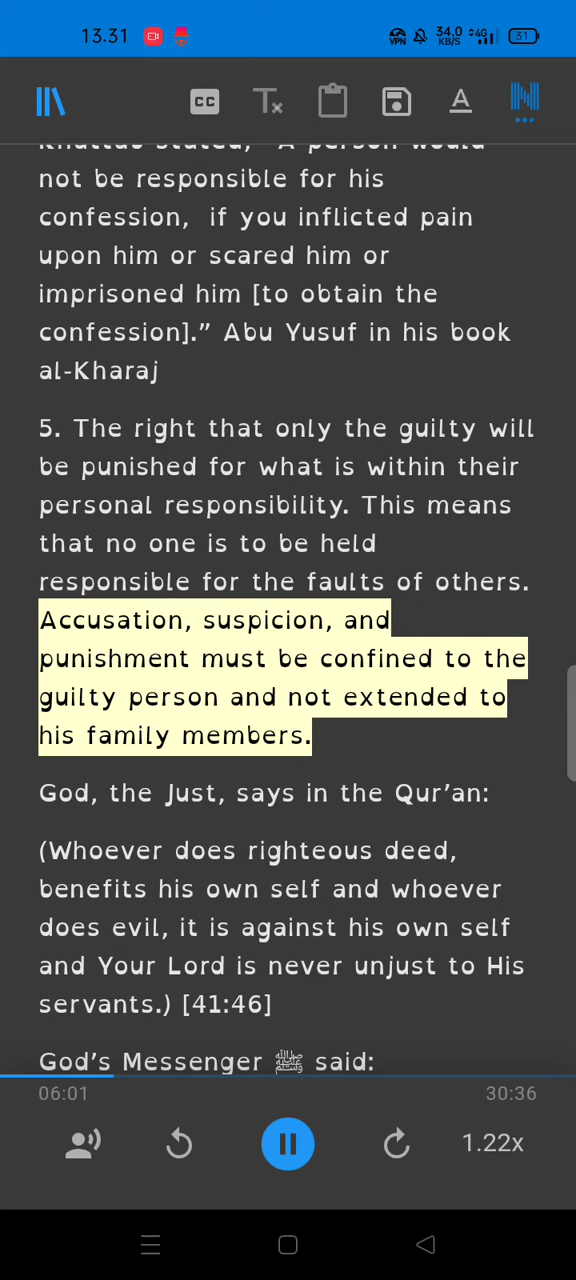 13.31
VPN
34.0
KB/S
4G
31
CC
stated, "A person would
not be responsible for his
confession,  if you inflicted pain
upon him or scared him or
imprisoned him [to obtain the
confession].” Abu Yusuf in his book
al-Kharaj
5. The right that only the guilty will
be punished for what is within their
personal responsibility. This means
that no one is to be held
responsible for the faults of others.
Accusation, suspicion, and
punishment must be confined to the
guilty person and not extended to
his family members.
God, the Just, says in the Qur’an:
(Whoever does righteous deed,
benefits his own self and whoever
does evil, it is against his own self
and Your Lord is never unjust to His
servants.) [41:46]
God’s Messenger ﷺ said:
06:01
30:36
1.22x